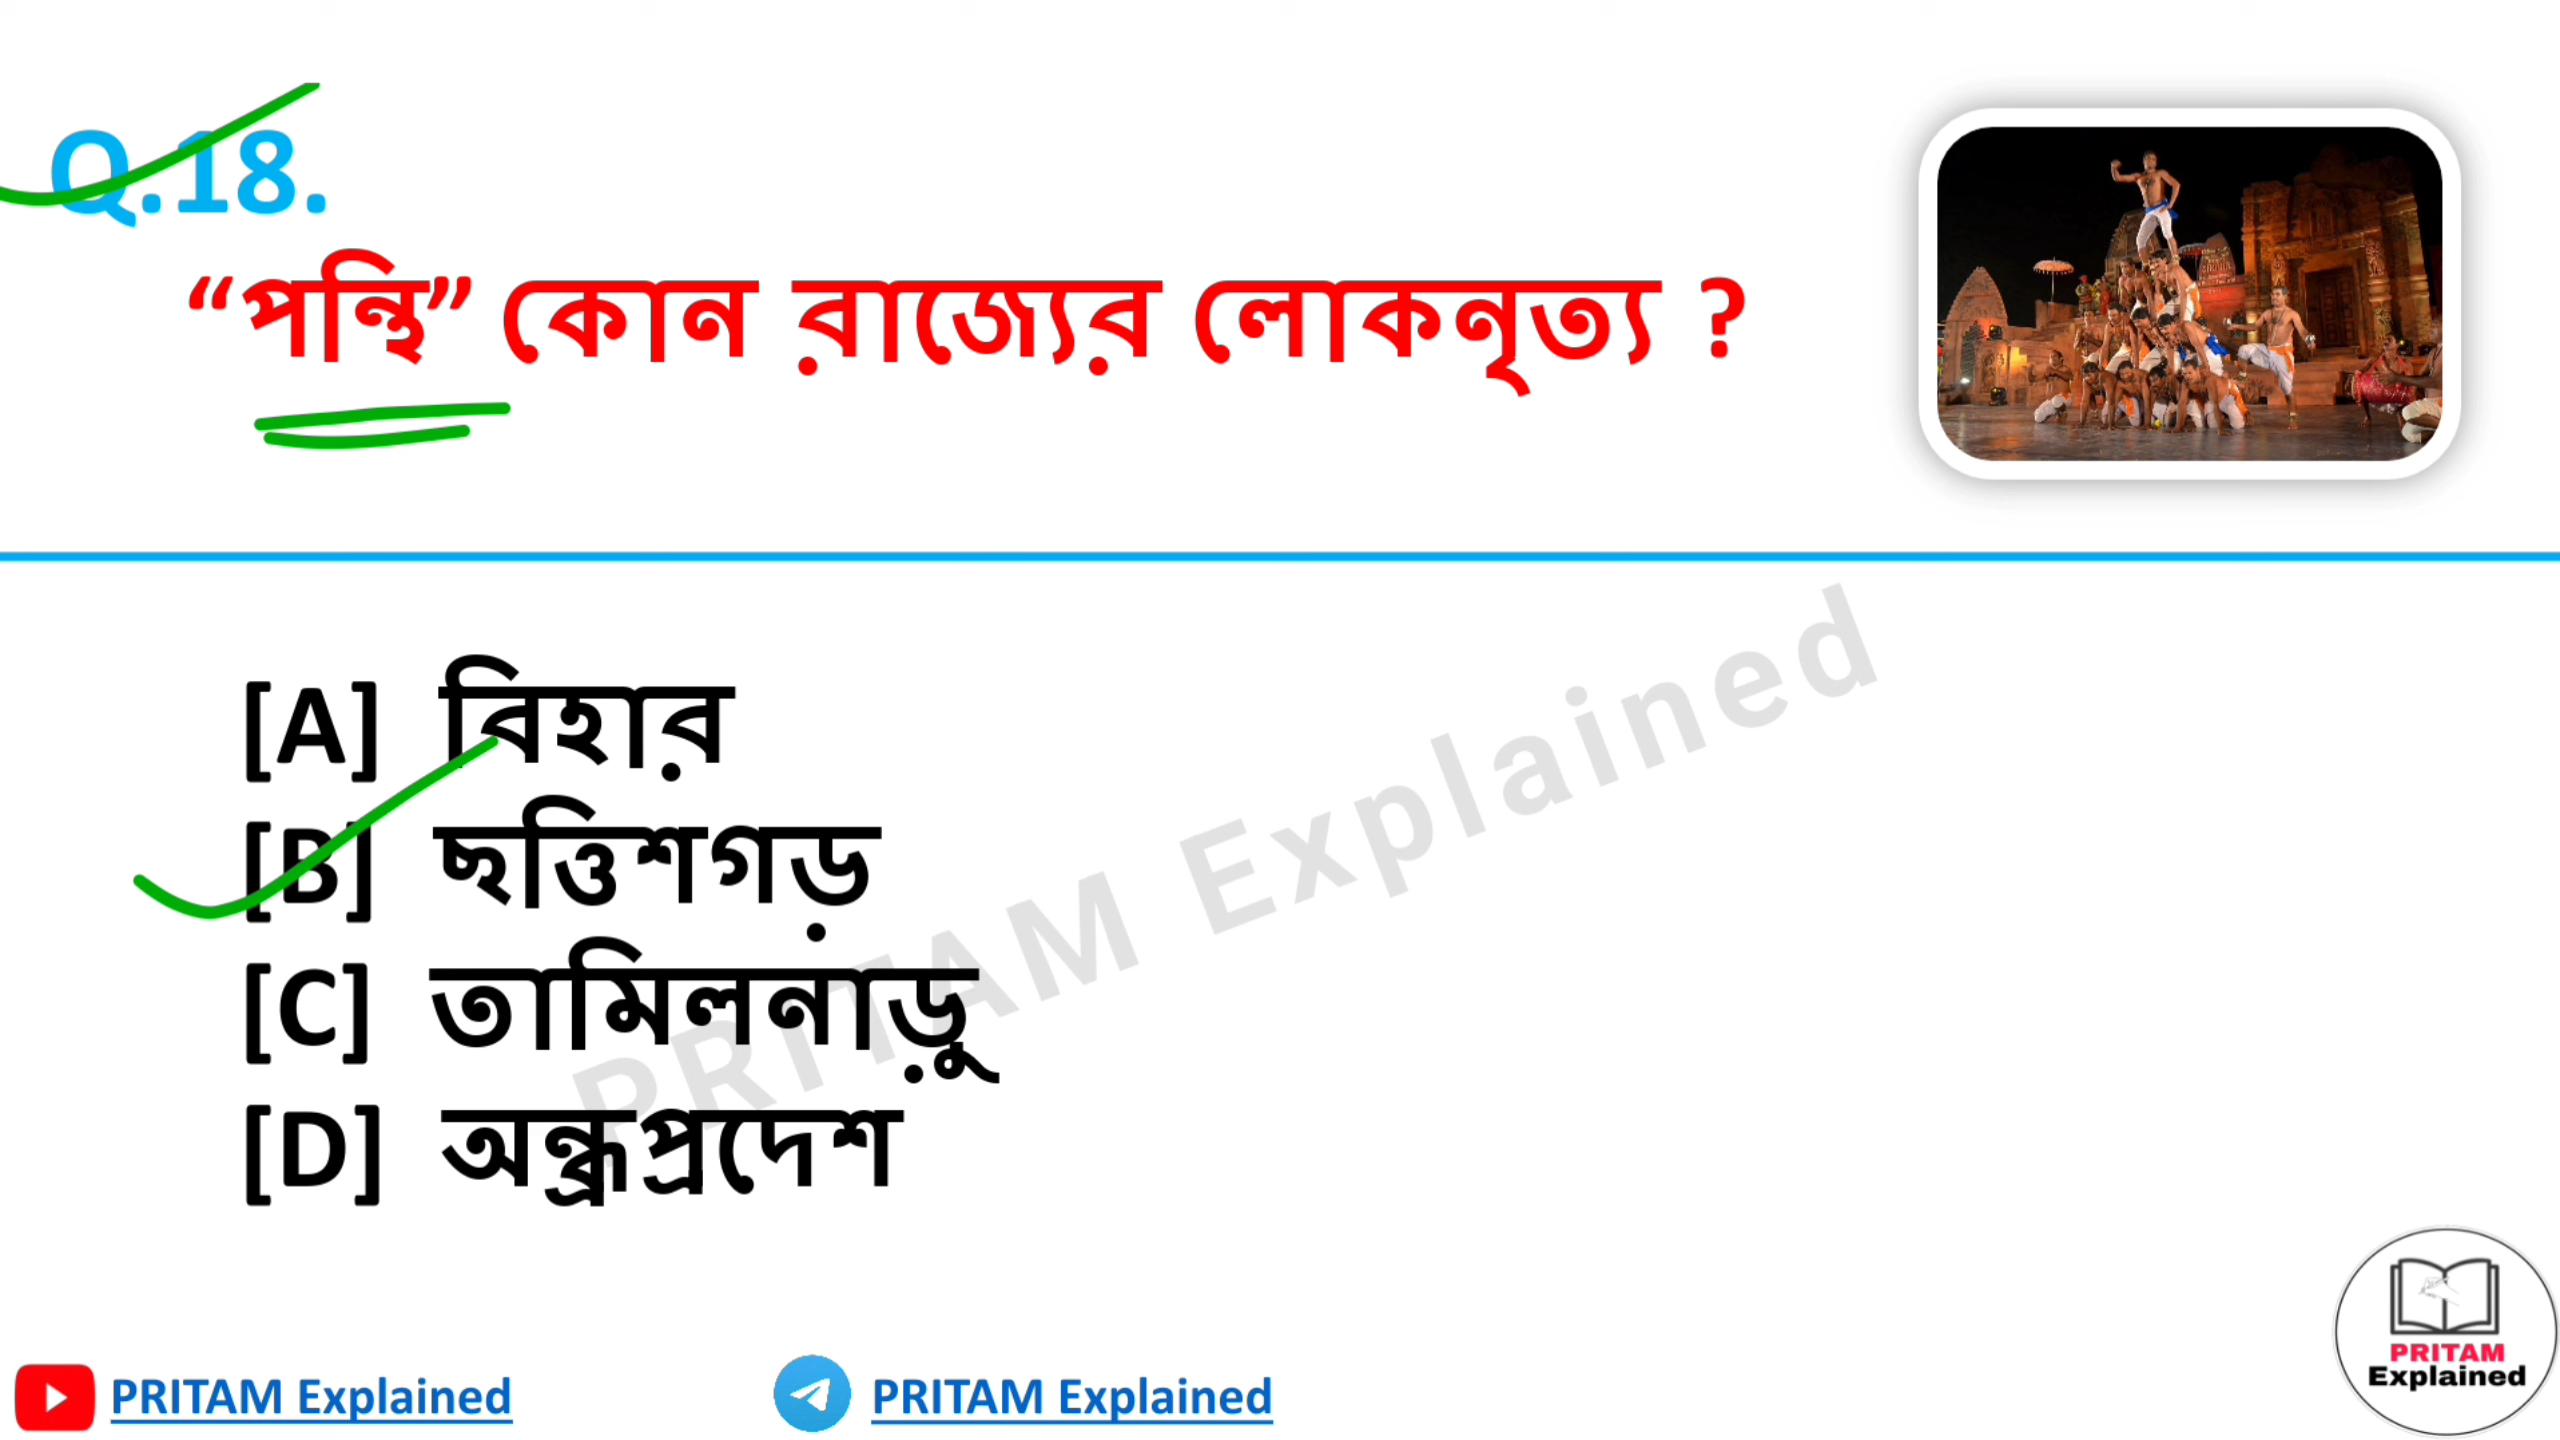 Q.18.
“পন্থি” কোন রাজ্যের লোকনৃত্য ?
[A] বিহার
[B] ছত্তিশগড়
[C] তামিলনাড়ু
[D] অন্ধ্রপ্রদেশ
PRITAM Explained
PRITAM Explained
PRITAM Explained
PRITAM
Explained